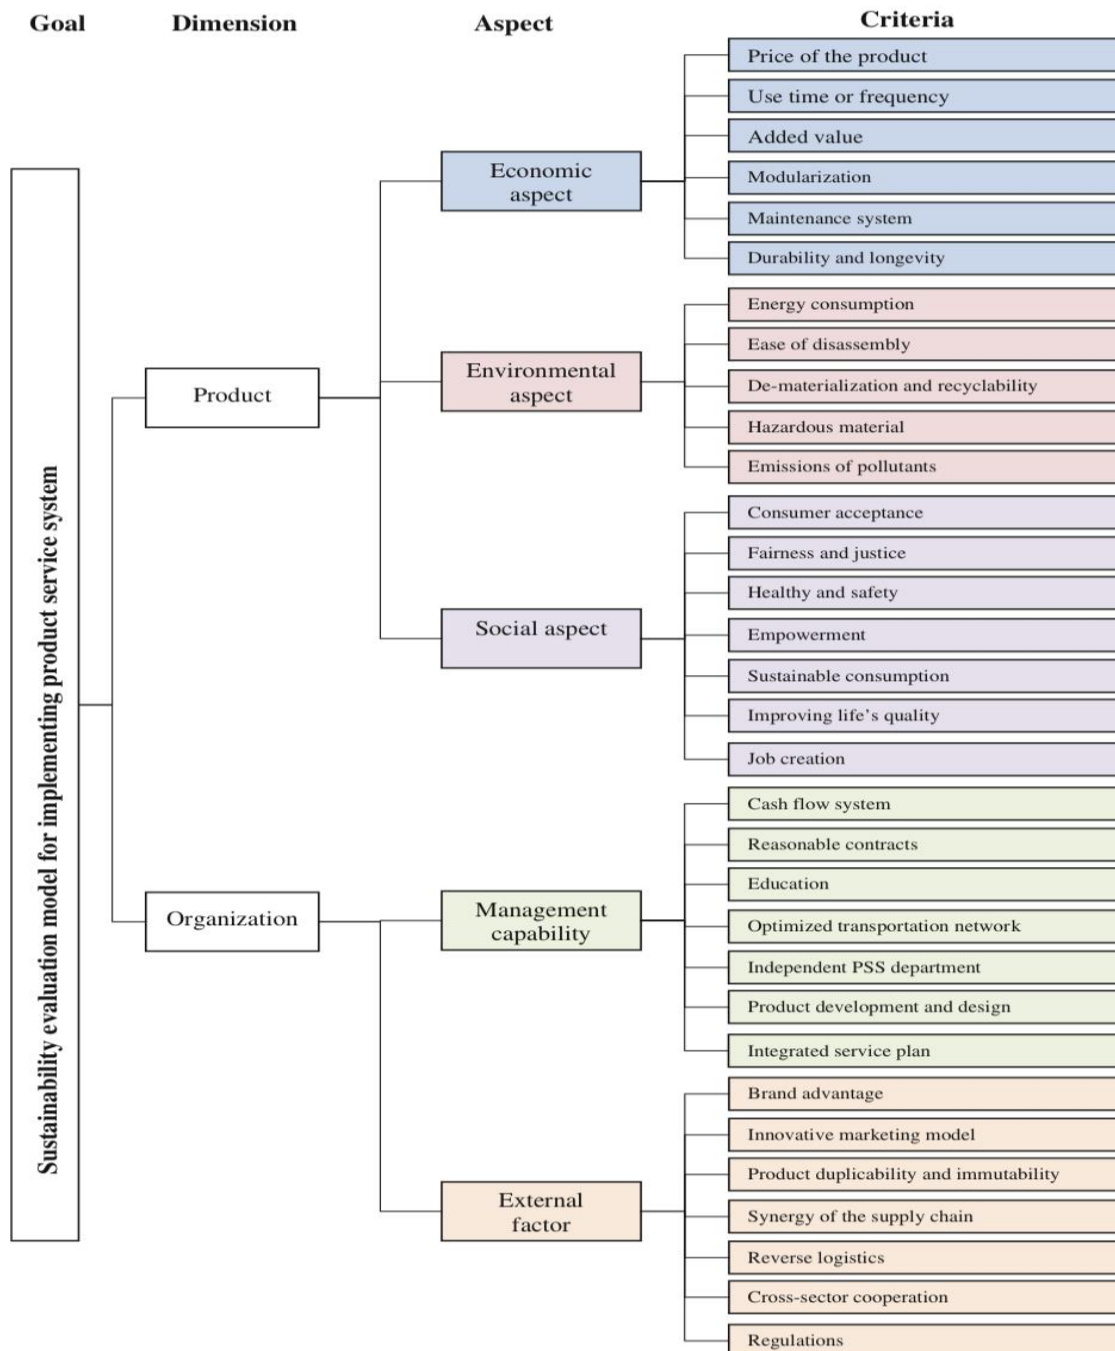 Goal Dimension Aspect Criteria
Sustainability evaluation model for implementing product service system
Product
Organization
Economic
aspect
Environmental
aspect
Social aspect
Management
capability
External
factor
Price of the product
Use time or frequency
Added value
Modularization
Maintenance system
Durability and longevity
Energy consumption
Ease of disassembly
De-materialization and recyclability
Hazardous material
Emissions of pollutants
Consumer acceptance
Fairness and justice
Healthy and safety
Empowerment
Sustainable consumption
Improving life's quality
Job creation
Cash flow system
Reasonable contracts
Education
Optimized transportation network
Independent PSS department
Product development and design
Integrated service plan
Brand advantage
Innovative marketing model
Product duplicability and immutability
Synergy of the supply chain
Reverse logistics
Cross-sector cooperation
Regulations